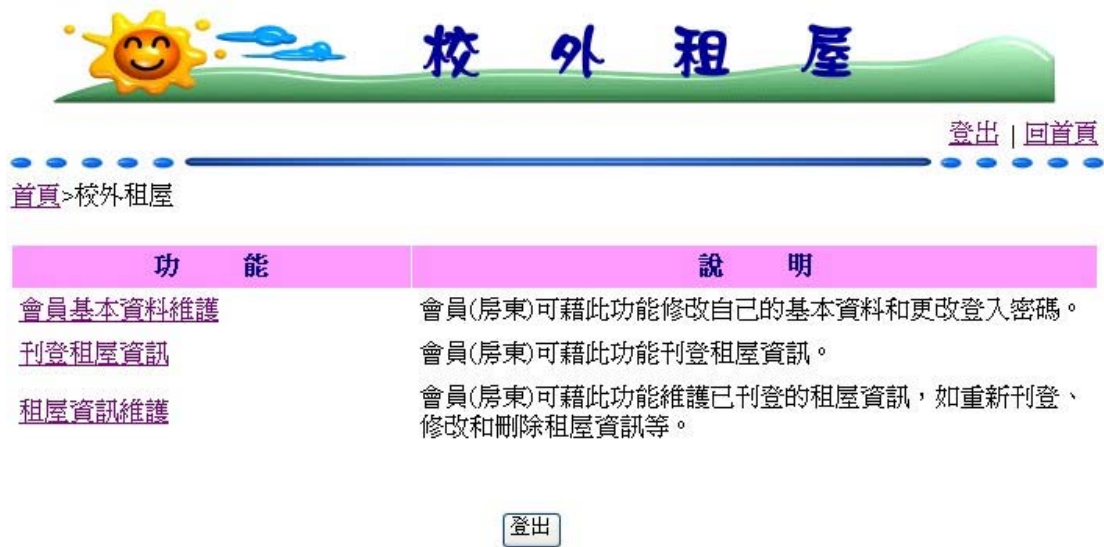 校 外 租 屋
登出 | 回首頁
首頁>校外租屋
功 能 說 明
會員基本資料維護 會員(房東)可藉此功能修改自己的基本資料和更改登入密碼。
刊登租屋資訊 會員(房東)可藉此功能刊登租屋資訊。
租屋資訊維護 會員(房東)可藉此功能維護已刊登的租屋資訊，如重新刊登、
修改和刪除租屋資訊等。
登出